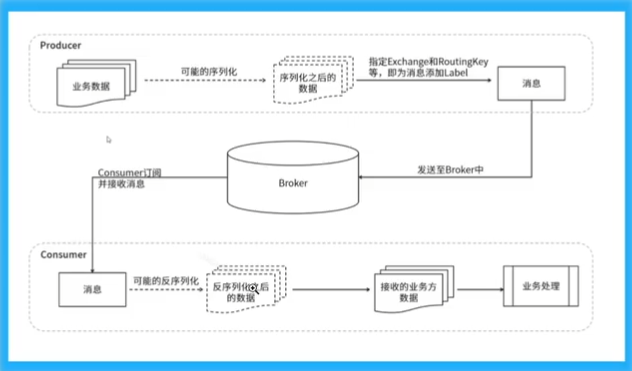 Producer
业务数据
可能的序列化
序列化之后的
数据
指定Exchange和RoutingKey
等，即为消息添加Label
消息
Consumer订阅
并接收消息
Broker
发送至Broker中
Consumer
消息
可能的反序列化
反序列化之后
的数据
接收的业务方
数据
业务处理